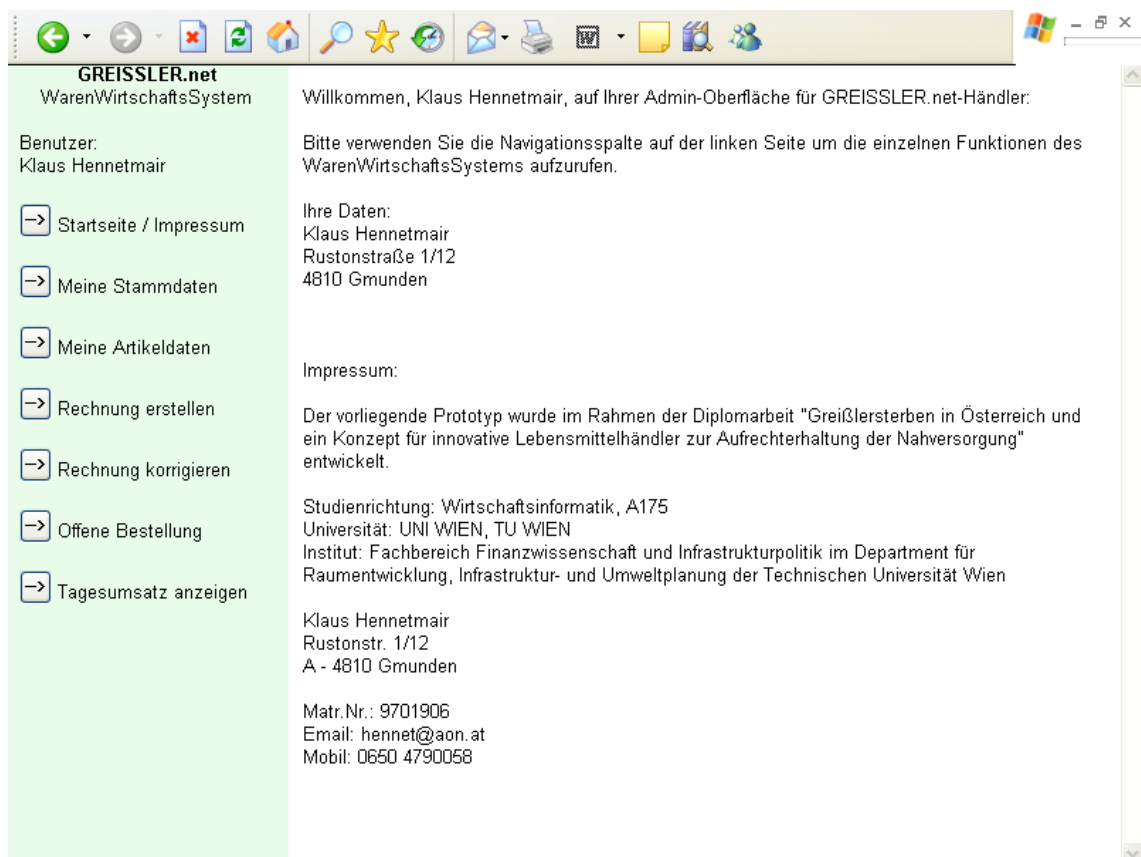 GREISSLER.net
WarenWirtschaftsSystem
Benutzer:
Klaus Hennetmair
Startseite / Impressum
Meine Stammdaten
Meine Artikeldaten
Rechnung erstellen
Rechnung korrigieren
Offene Bestellung
Tagesumsatz anzeigen
Willkommen, Klaus Hennetmair, auf Ihrer Admin-Oberfläche für GREISSLER.net-Händler:
Bitte verwenden Sie die Navigationsspalte auf der linken Seite um die einzelnen Funktionen des
WarenWirtschaftsSystems aufzurufen.
Ihre Daten:
Klaus Hennetmair
Rustonstraße 1/12
4810 Gmunden
Impressum:
Der vorliegende Prototyp wurde im Rahmen der Diplomarbeit "Greißlersterben in Österreich und
ein Konzept für innovative Lebensmittelhändler zur Aufrechterhaltung der Nahversorgung"
entwickelt.
Studienrichtung: Wirtschaftsinformatik, A175
Universität: UNI WIEN, TU WIEN
Institut: Fachbereich Finanzwissenschaft und Infrastrukturpolitik im Department für
Raumentwicklung, Infrastruktur- und Umweltplanung der Technischen Universität Wien
Klaus Hennetmair
Rustonstr. 1/12
A - 4810 Gmunden
Matr.Nr.: 9701906
Email: hennet@aon.at
Mobil: 0650 4790058